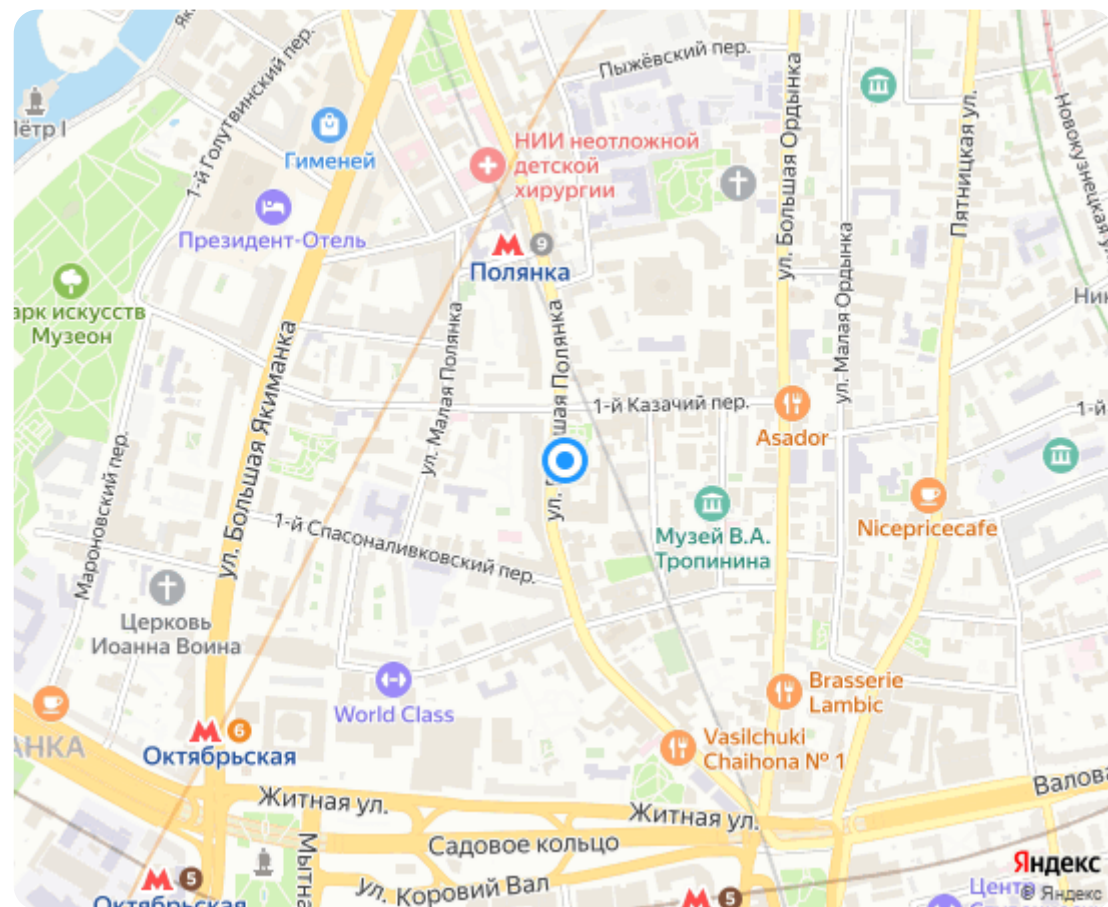 Пыжёвский пер.
1-й Голутвинский пер.
Пётр I
Гименей
НИИ неотложной
детской
хирургии
ул. Большая Ордынка
Пятницкая ул.
Новокузнецкая у
Президент-Отель
9
Полянка
арк искусств
Музеон
ул. Малая Ордынка
Ник
ул. Большая Якиманка
ул. Малая Полянка
шая Полянка
ул.
1-й Казачий пер.
Asador
1-й
Мароновский пер.
1-й Спасоналивковский пер.
Музей В.А.
Тропинина
Nicepricecafe
Церковь
Иоанна Воина
World Class
Brasserie
Lambic
Vasilchuki
Chaihona № 1
АНКА
6
Октябрьская
Житная ул.
Житная ул.
Валова
Садовое кольцо
Мытна
ул. Коровий Вал
5
Октябрьская
5
Яндекс
Центр
© Яндекс